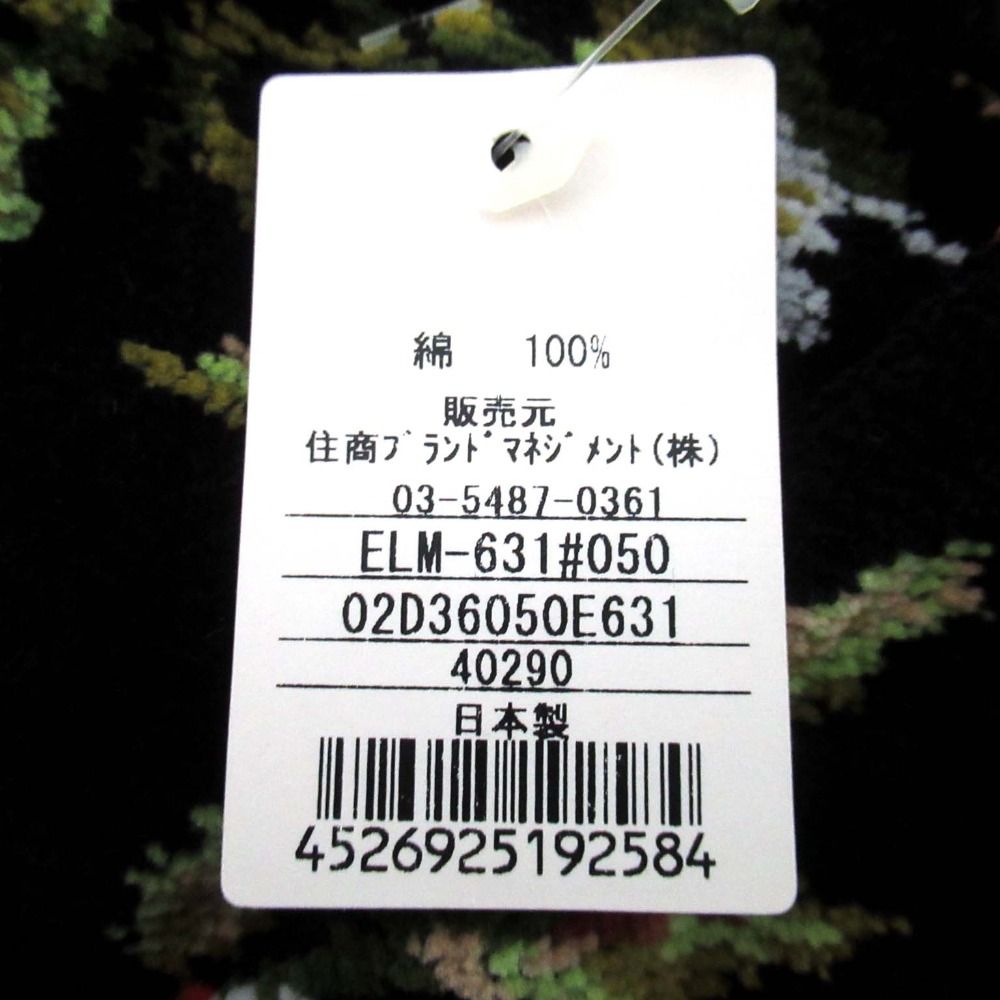 綿 100%
販売元
住商ﾌﾞﾗﾝﾄﾞﾏﾈｼﾞﾒﾝﾄ(株)
03-5487-0361
ELM-631#050
02D36050E631
40290
日本製
4526925192584